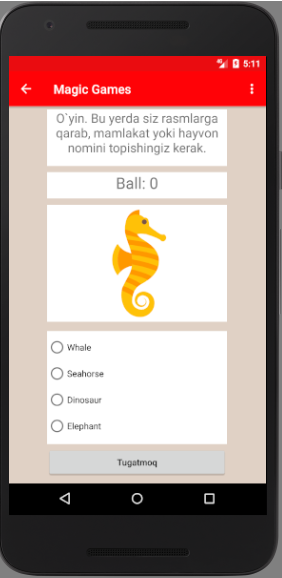 5:11
Magic Games
O`yin. Bu yerda siz rasmlarga
qarab, mamlakat yoki hayvon
nomini topishingiz kerak.
Ball: 0
Whale
Seahorse
Dinosaur
Elephant
Tugatmoq